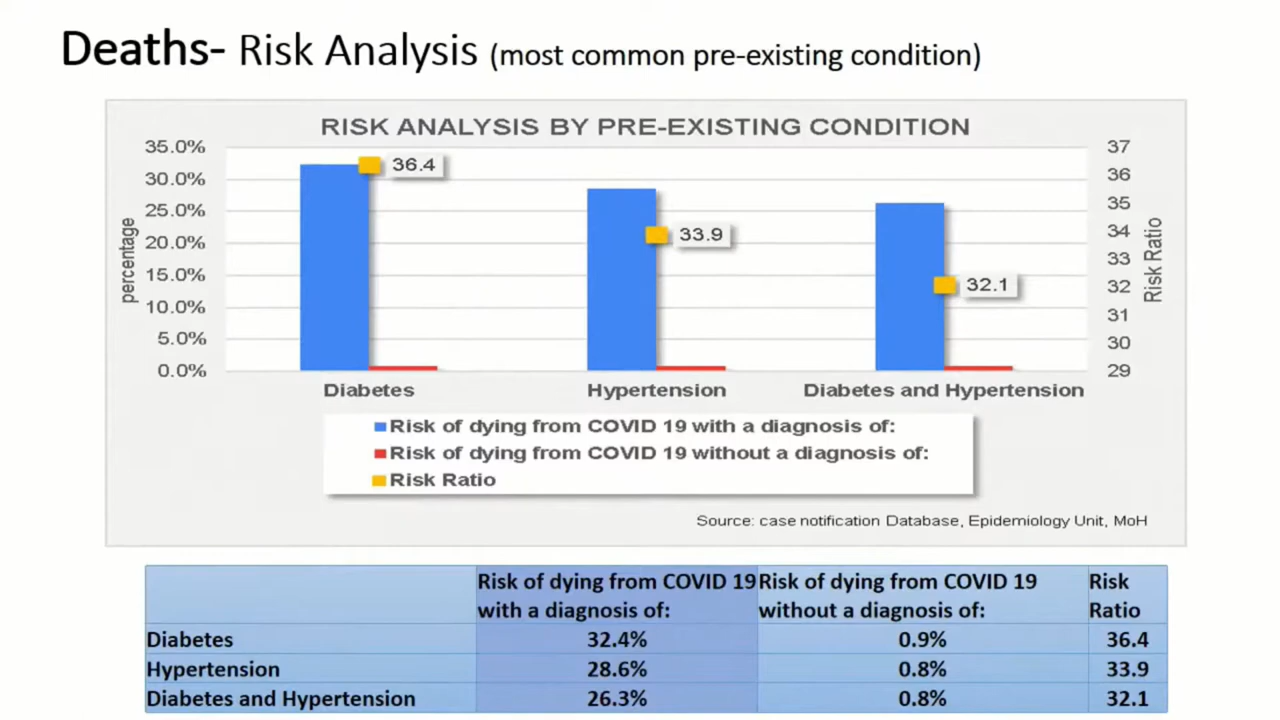 Deaths- Risk Analysis (most common pre-existing condition)
RISK ANALYSIS BY PRE-EXISTING CONDITION
35.0%
30.0%
25.0%
20.0%
15.0%
10.0%
5.0%
0.0%
percentage
36.4
33.9
32.1
37
36
35
34
33
32
31
30
29
Risk Ratio
Diabetes
Hypertension
Diabetes and Hypertension
Risk of dying from COVID 19 with a diagnosis of:
Risk of dying from COVID 19 without a diagnosis of:
Risk Ratio
Source: case notification Database, Epidemiology Unit, MoH
Risk of dying from COVID 19 with a diagnosis of: Risk of dying from COVID 19 without a diagnosis of: Risk Ratio
Diabetes 32.4% 0.9% 36.4
Hypertension 28.6% 0.8% 33.9
Diabetes and Hypertension 26.3% 0.8% 32.1